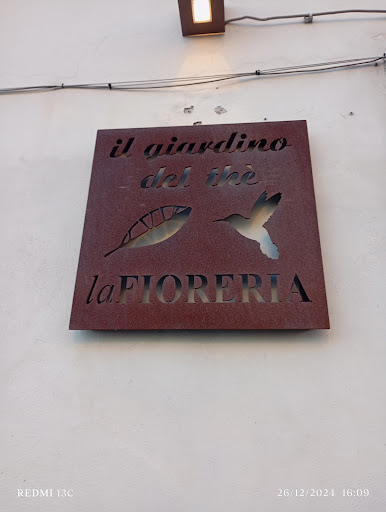 il giardino
del thè
laFIORERIA
REDMI 13C
26/12/2024 16:09